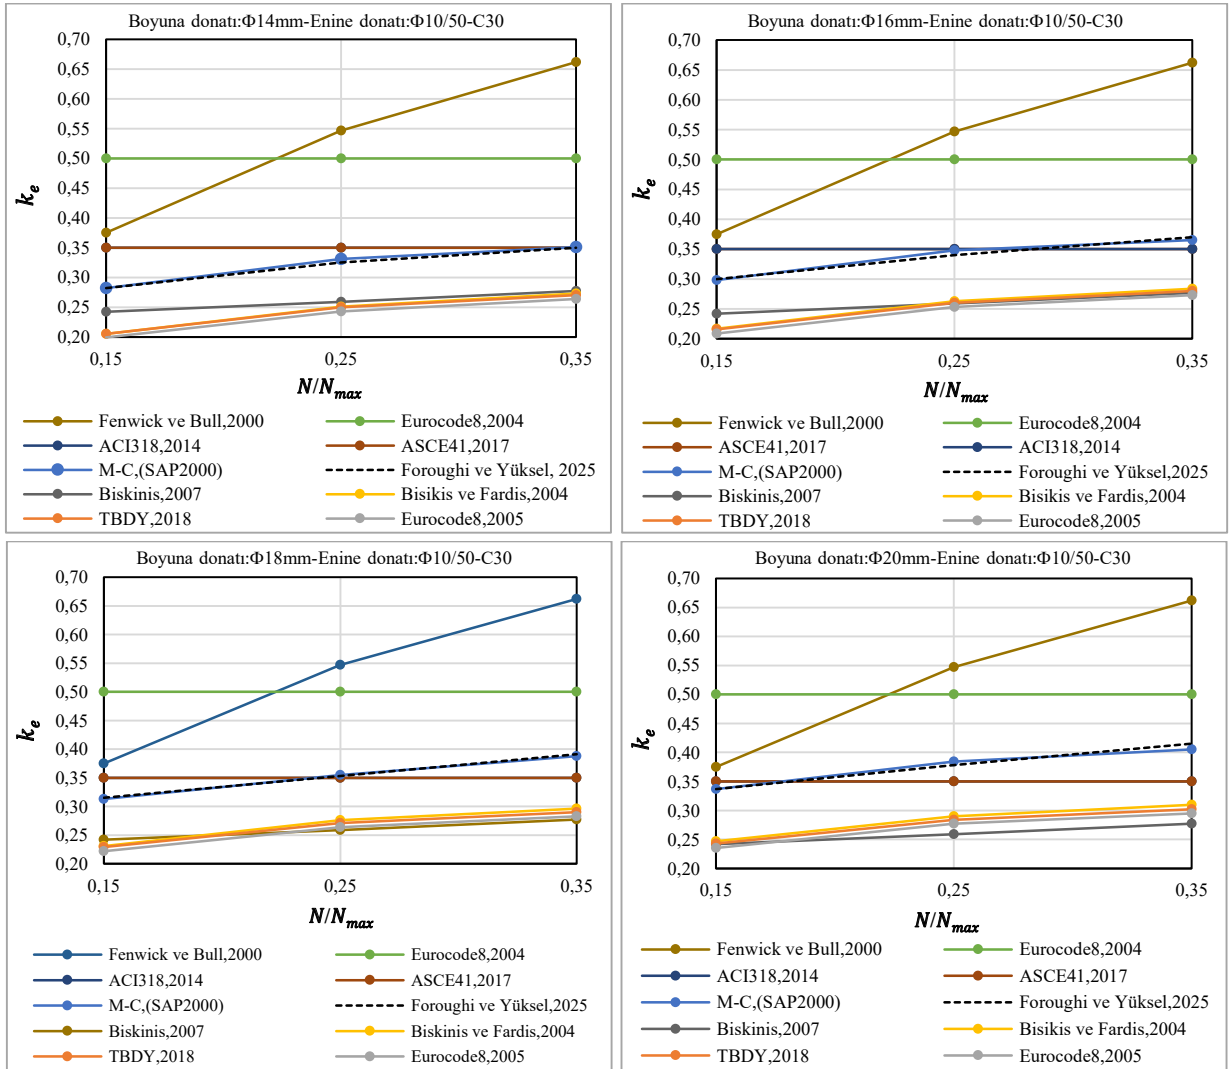 Boyuna donatı:Φ14mm-Enine donatı:Φ10/50-C30
0,70
0,65
0,60
0,55
0,50
0,45
0,40
0,35
0,30
0,25
0,20
k_e
0,15 0,25 0,35
N/N_max
Fenwick ve Bull,2000 Eurocode8,2004
ACI318,2014 ASCE41,2017
M-C,(SAP2000) Foroughi ve Yüksel, 2025
Biskinis,2007 Bisikis ve Fardis,2004
TBDY,2018 Eurocode8,2005
Boyuna donatı:Φ16mm-Enine donatı:Φ10/50-C30
0,70
0,65
0,60
0,55
0,50
0,45
0,40
0,35
0,30
0,25
0,20
k_e
0,15 0,25 0,35
N/N_max
Fenwick ve Bull,2000 Eurocode8,2004
ASCE41,2017 ACI318,2014
M-C,(SAP2000) Foroughi ve Yüksel,2025
Biskinis,2007 Bisikis ve Fardis,2004
TBDY,2018 Eurocode8,2005
Boyuna donatı:Φ18mm-Enine donatı:Φ10/50-C30
0,70
0,65
0,60
0,55
0,50
0,45
0,40
0,35
0,30
0,25
0,20
k_e
0,15 0,25 0,35
N/N_max
Fenwick ve Bull,2000 Eurocode8,2004
ACI318,2014 ASCE41,2017
M-C,(SAP2000) Foroughi ve Yüksel,2025
Biskinis,2007 Biskinis ve Fardis,2004
TBDY,2018 Eurocode8,2005
Boyuna donatı:Φ20mm-Enine donatı:Φ10/50-C30
0,70
0,65
0,60
0,55
0,50
0,45
0,40
0,35
0,30
0,25
0,20
k_e
0,15 0,25 0,35
N/N_max
Fenwick ve Bull,2000 Eurocode8,2004
ACI318,2014 ASCE41,2017
M-C,(SAP2000) Foroughi ve Yüksel,2025
Biskinis,2007 Bisikis ve Fardis,2004
TBDY,2018 Eurocode8,2005